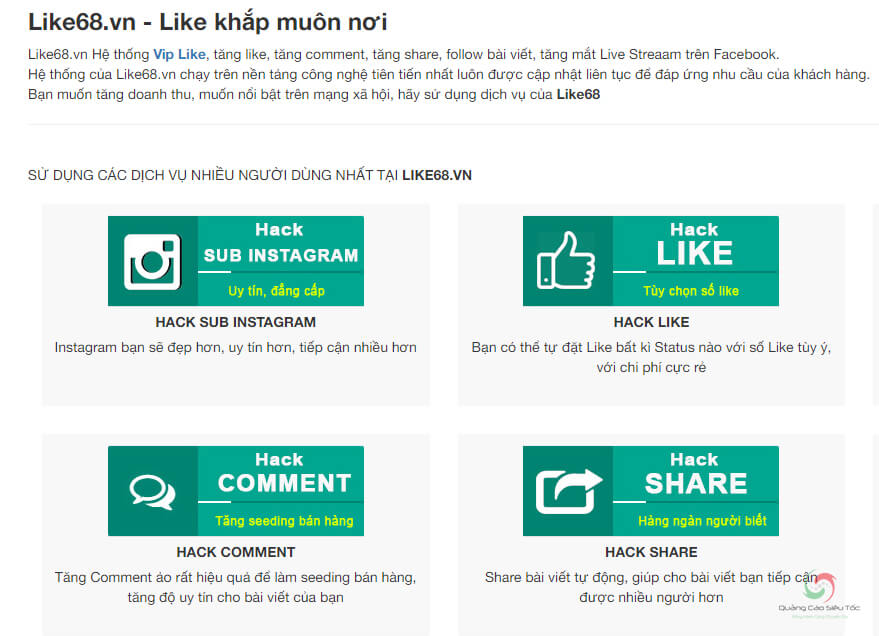 Like68.vn - Like khắp muôn nơi
Like68.vn Hệ thống Vip Like, tăng like, tăng comment, tăng share, follow bài viết, tăng mắt Live Streaam trên Facebook.
Hệ thống của Like68.vn chạy trên nền tảng công nghệ tiên tiến nhất luôn được cập nhật liên tục để đáp ứng nhu cầu của khách hàng.
Bạn muốn tăng doanh thu, muốn nổi bật trên mạng xã hội, hãy sử dụng dịch vụ của Like68
SỬ DỤNG CÁC DỊCH VỤ NHIỀU NGƯỜI DÙNG NHẤT TẠI LIKE68.VN
Hack
SUB INSTAGRAM
Uy tín, đẳng cấp
HACK SUB INSTAGRAM
Instagram bạn sẽ đẹp hơn, uy tín hơn, tiếp cận nhiều hơn
Hack
LIKE
Tùy chọn số like
HACK LIKE
Bạn có thể tự đặt Like bất kì Status nào với số Like tùy ý,
với chi phí cực rẻ
Hack
COMMENT
Tăng seeding bán hàng
HACK COMMENT
Tăng Comment ảo rất hiệu quả để làm seeding bán hàng,
tăng độ uy tín cho bài viết của bạn
Hack
SHARE
Hàng ngàn người biết
HACK SHARE
Share bài viết tự động, giúp cho bài viết bạn tiếp cận
được nhiều người hơn
Quảng Cáo Siêu Tốc